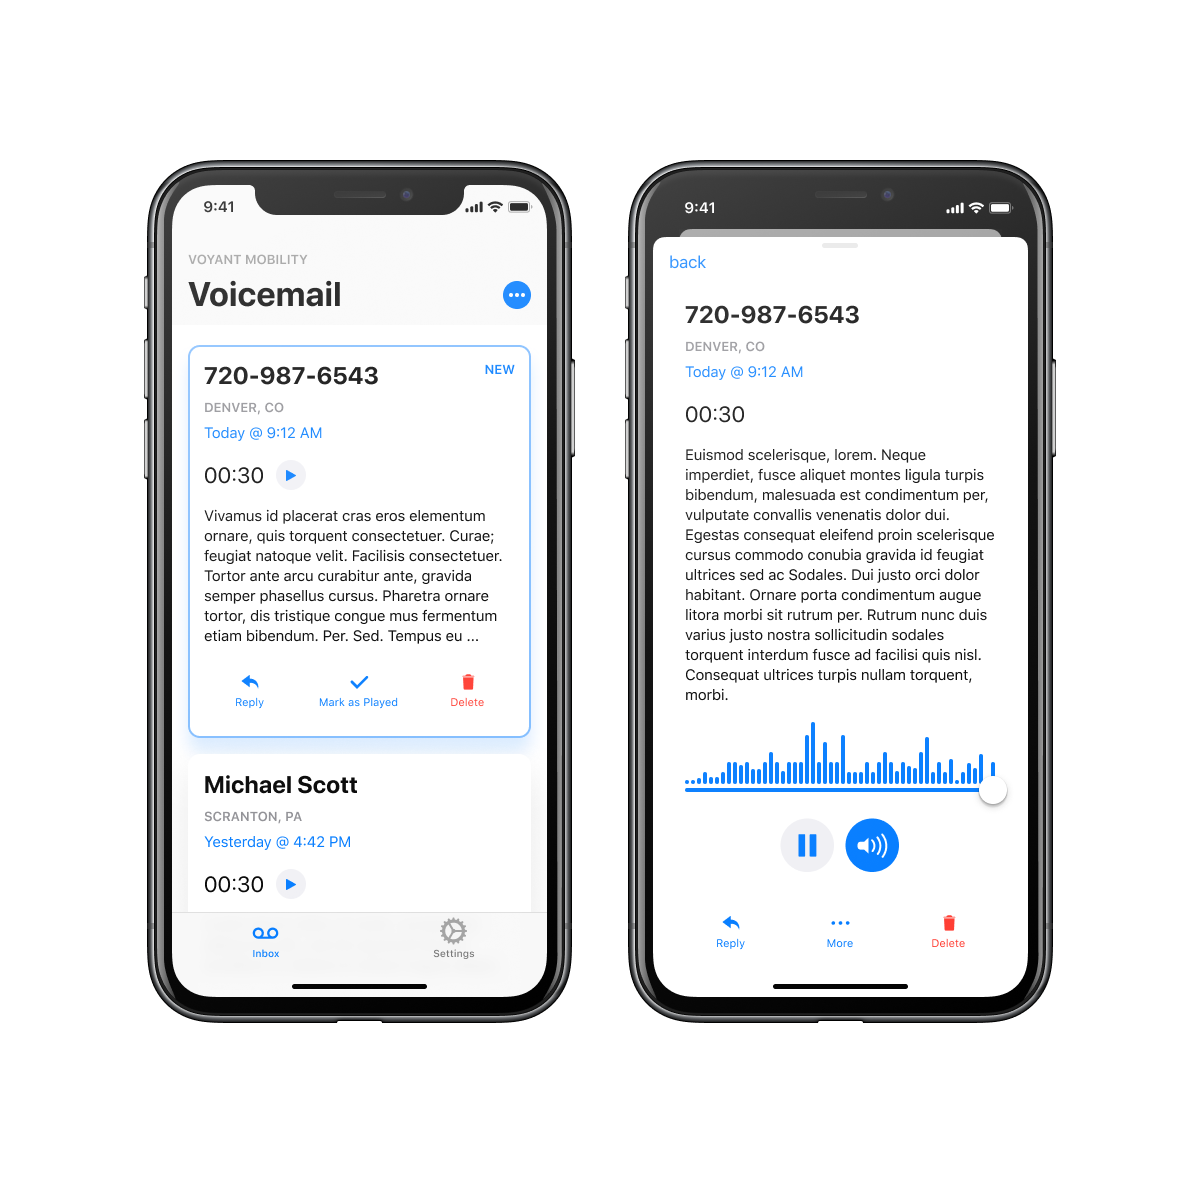 9:41
VOYANT MOBILITY
Voicemail
720-987-6543
NEW
DENVER, CO
Today @ 9:12 AM
00:30
Vivamus id placerat cras eros elementum
ornare, quis torquent consectetuer. Curae;
feugiat natoque velit. Facilisis consectetuer.
Tortor ante arcu curabitur ante, gravida
semper phasellus cursus. Pharetra ornare
tortor, dis tristique congue mus fermentum
etiam bibendum. Per. Sed. Tempus eu ...
Reply
Mark as Played
Delete
Michael Scott
SCRANTON, PA
Yesterday @ 4:42 PM
00:30
Inbox
Settings
9:41
back
720-987-6543
DENVER, CO
Today @ 9:12 AM
00:30
Euismod scelerisque, lorem. Neque
imperdiet, fusce aliquet montes ligula turpis
bibendum, malesuada est condimentum per,
vulputate convallis venenatis dolor dui.
Egestas consequat eleifend proin scelerisque
cursus commodo conubia gravida id feugiat
ultrices sed ac Sodales. Dui justo orci dolor
habitant. Ornare porta condimentum augue
litora morbi sit rutrum per. Rutrum nunc duis
varius justo nostra sollicitudin sodales
torquent interdum fusce ad facilisi quis nisl.
Consequat ultrices turpis nullam torquent,
morbi.
Reply
More
Delete